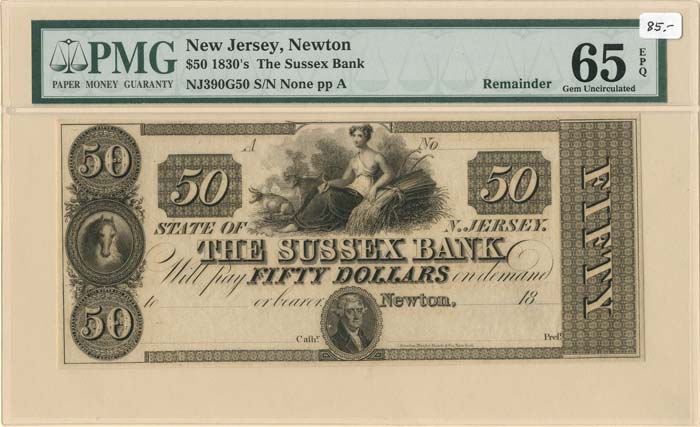 85.-
PMG
PAPER MONEY GUARANTY
New Jersey, Newton
$50 1830's The Sussex Bank
NJ390G50 S/N None pp A
Remainder
65 EPQ
Gem Uncirculated
A No
50
50 50
STATE OF N. JERSEY.
THE SUSSEX BANK
Will pay FIFTY DOLLARS on demand
to or bearer Newton, 18
50
Cash.r Pres.t
FIFTY